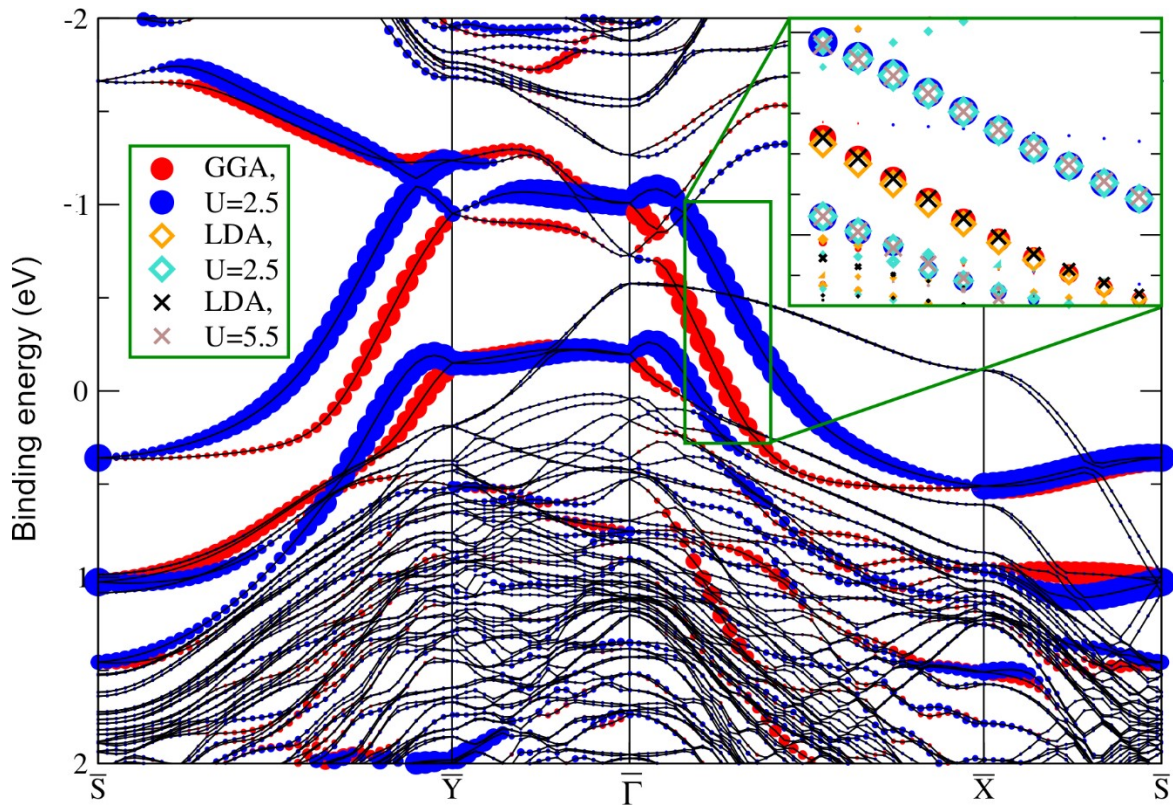 -2
-1
0
1
2
Binding energy (eV)
GGA,
U=2.5
LDA,
U=2.5
LDA,
U=5.5
S̅
Y̅
Γ̅
X̅
S̅